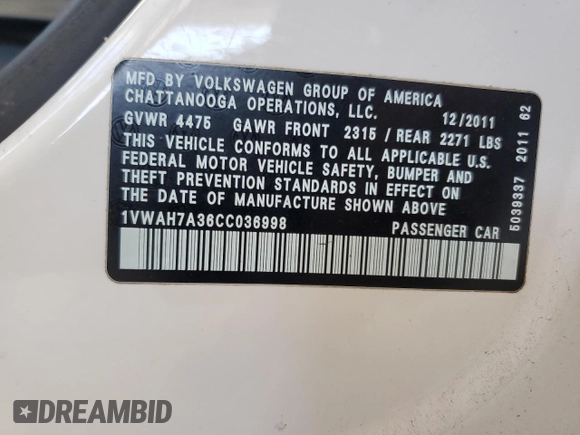 MFD BY VOLKSWAGEN GROUP OF AMERICA
CHATTANOOGA OPERATIONS, LLC. 12/2011
GVWR 4475 GAWR FRONT 2315 / REAR 2271 LBS
THIS VEHICLE CONFORMS TO ALL APPLICABLE U.S.
FEDERAL MOTOR VEHICLE SAFETY, BUMPER AND
THEFT PREVENTION STANDARDS IN EFFECT ON
THE DATE OF MANUFACTURE SHOWN ABOVE
1VWAH7A36CC036998 PASSENGER CAR
5039337 2011 62
DREAMBID